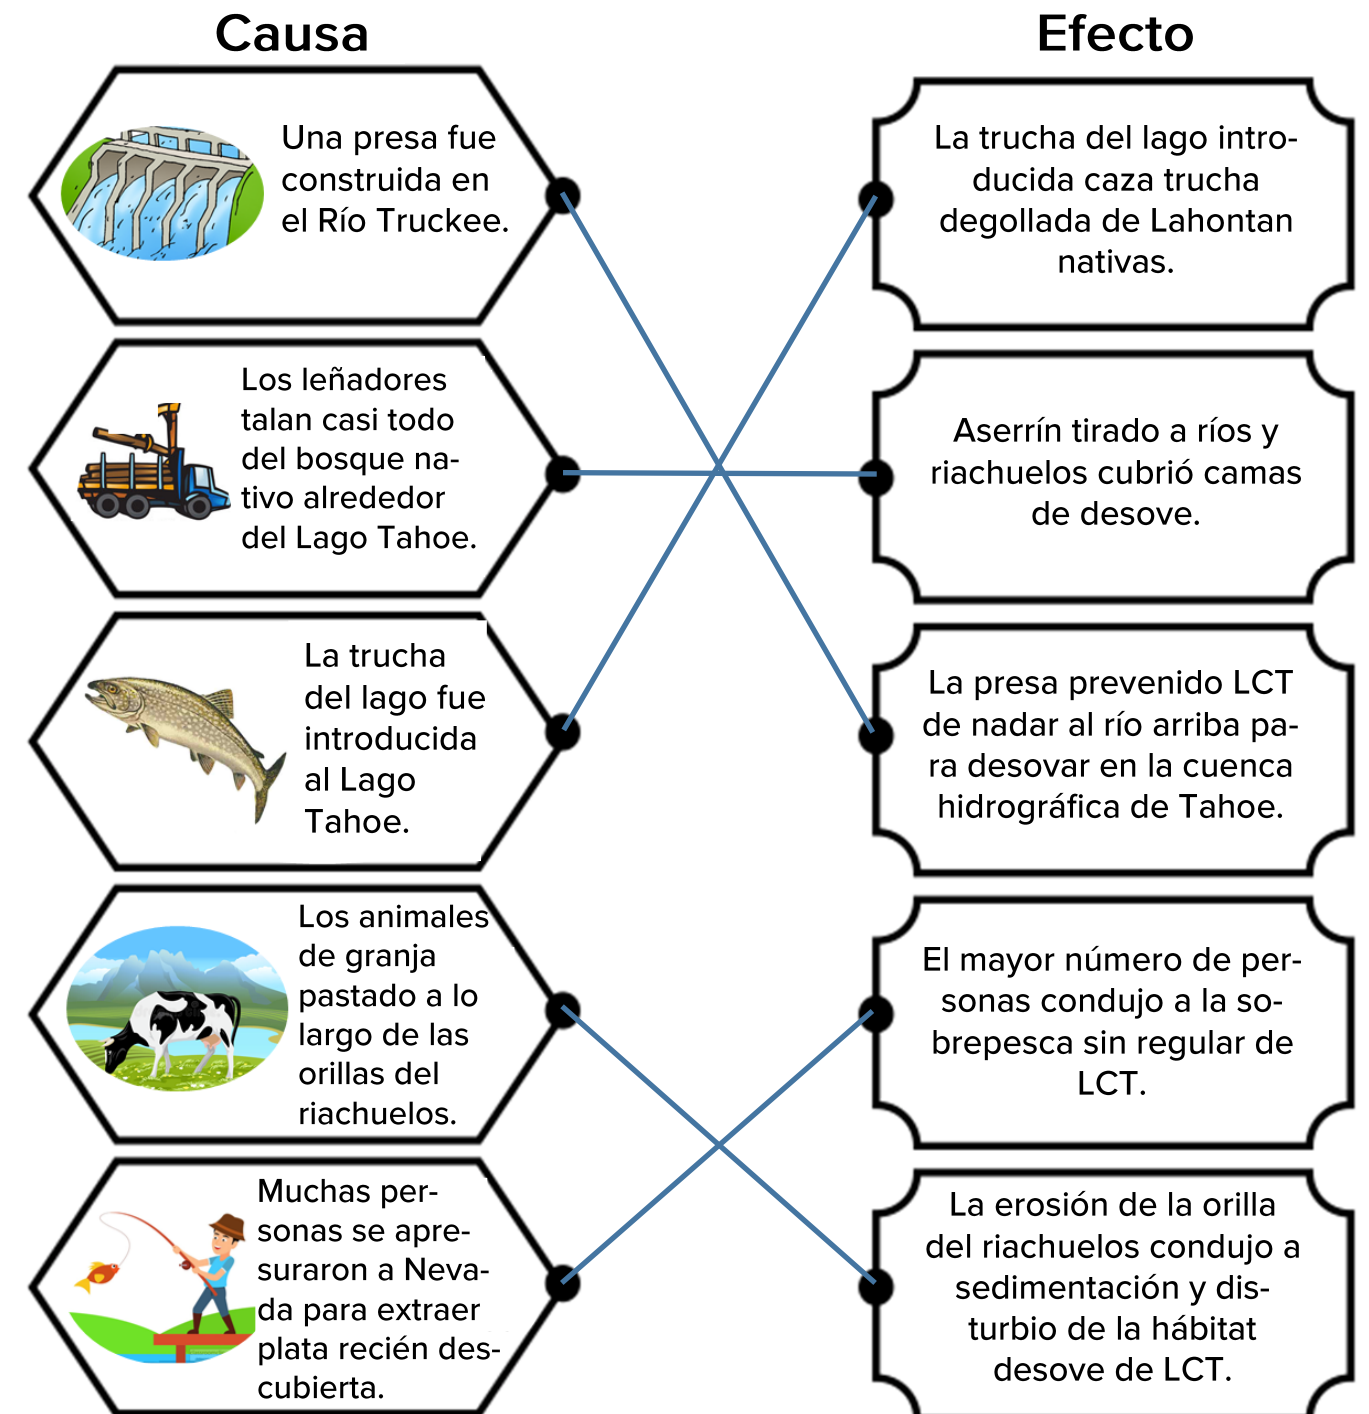 Causa
Efecto
Una presa fue
construida en
el Río Truckee.
La trucha del lago intro-
ducida caza trucha
degollada de Lahontan
nativas.
Los leñadores
talan casi todo
del bosque na-
tivo alrededor
del Lago Tahoe.
Aserrín tirado a ríos y
riachuelos cubrió camas
de desove.
La trucha
del lago fue
introducida
al Lago
Tahoe.
La presa prevenido LCT
de nadar al río arriba pa-
ra desovar en la cuenca
hidrográfica de Tahoe.
Los animales
de granja
pastado a lo
largo de las
orillas del
riachuelos.
El mayor número de per-
sonas condujo a la so-
brepesca sin regular de
LCT.
Muchas per-
sonas se apre-
suraron a Neva-
da para extraer
plata recién des-
cubierta.
La erosión de la orilla
del riachuelos condujo a
sedimentación y dis-
turbio de la hábitat
desove de LCT.